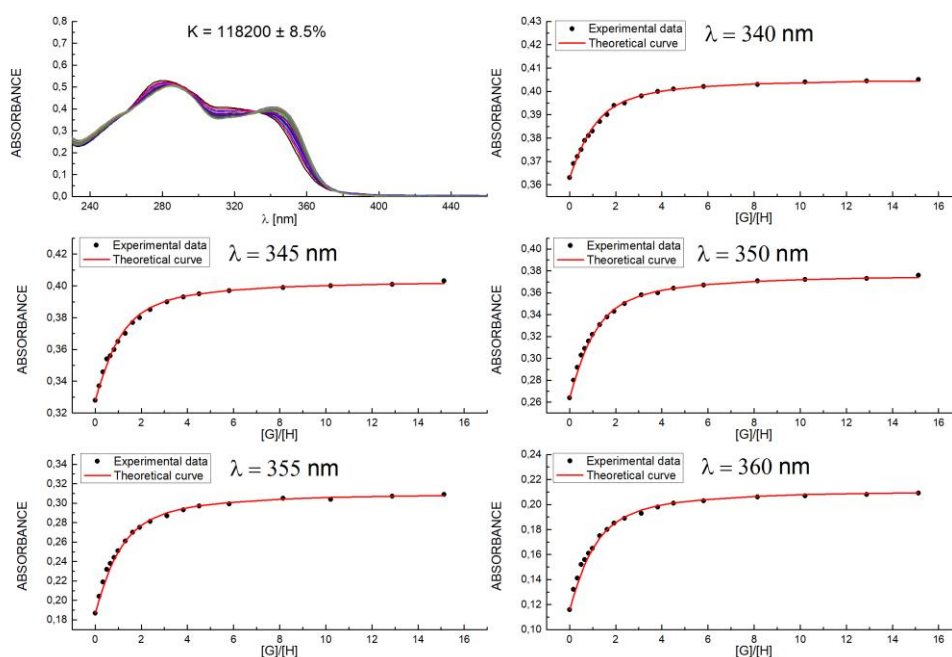 K = 118200 ± 8.5%
ABSORBANCE
0,8
0,7
0,6
0,5
0,4
0,3
0,2
0,1
0,0
240 280 320 360 400 440
λ [nm]
Experimental data
Theoretical curve
λ = 340 nm
ABSORBANCE
0,43
0,42
0,41
0,40
0,39
0,38
0,37
0,36
0 2 4 6 8 10 12 14 16
[G]/[H]
Experimental data
Theoretical curve
λ = 345 nm
ABSORBANCE
0,42
0,40
0,38
0,36
0,34
0,32
0 2 4 6 8 10 12 14 16
[G]/[H]
Experimental data
Theoretical curve
λ = 350 nm
ABSORBANCE
0,40
0,38
0,36
0,34
0,32
0,30
0,28
0,26
0 2 4 6 8 10 12 14 16
[G]/[H]
Experimental data
Theoretical curve
λ = 355 nm
ABSORBANCE
0,34
0,32
0,30
0,28
0,26
0,24
0,22
0,20
0,18
0 2 4 6 8 10 12 14 16
[G]/[H]
Experimental data
Theoretical curve
λ = 360 nm
ABSORBANCE
0,24
0,22
0,20
0,18
0,16
0,14
0,12
0,10
0 2 4 6 8 10 12 14 16
[G]/[H]